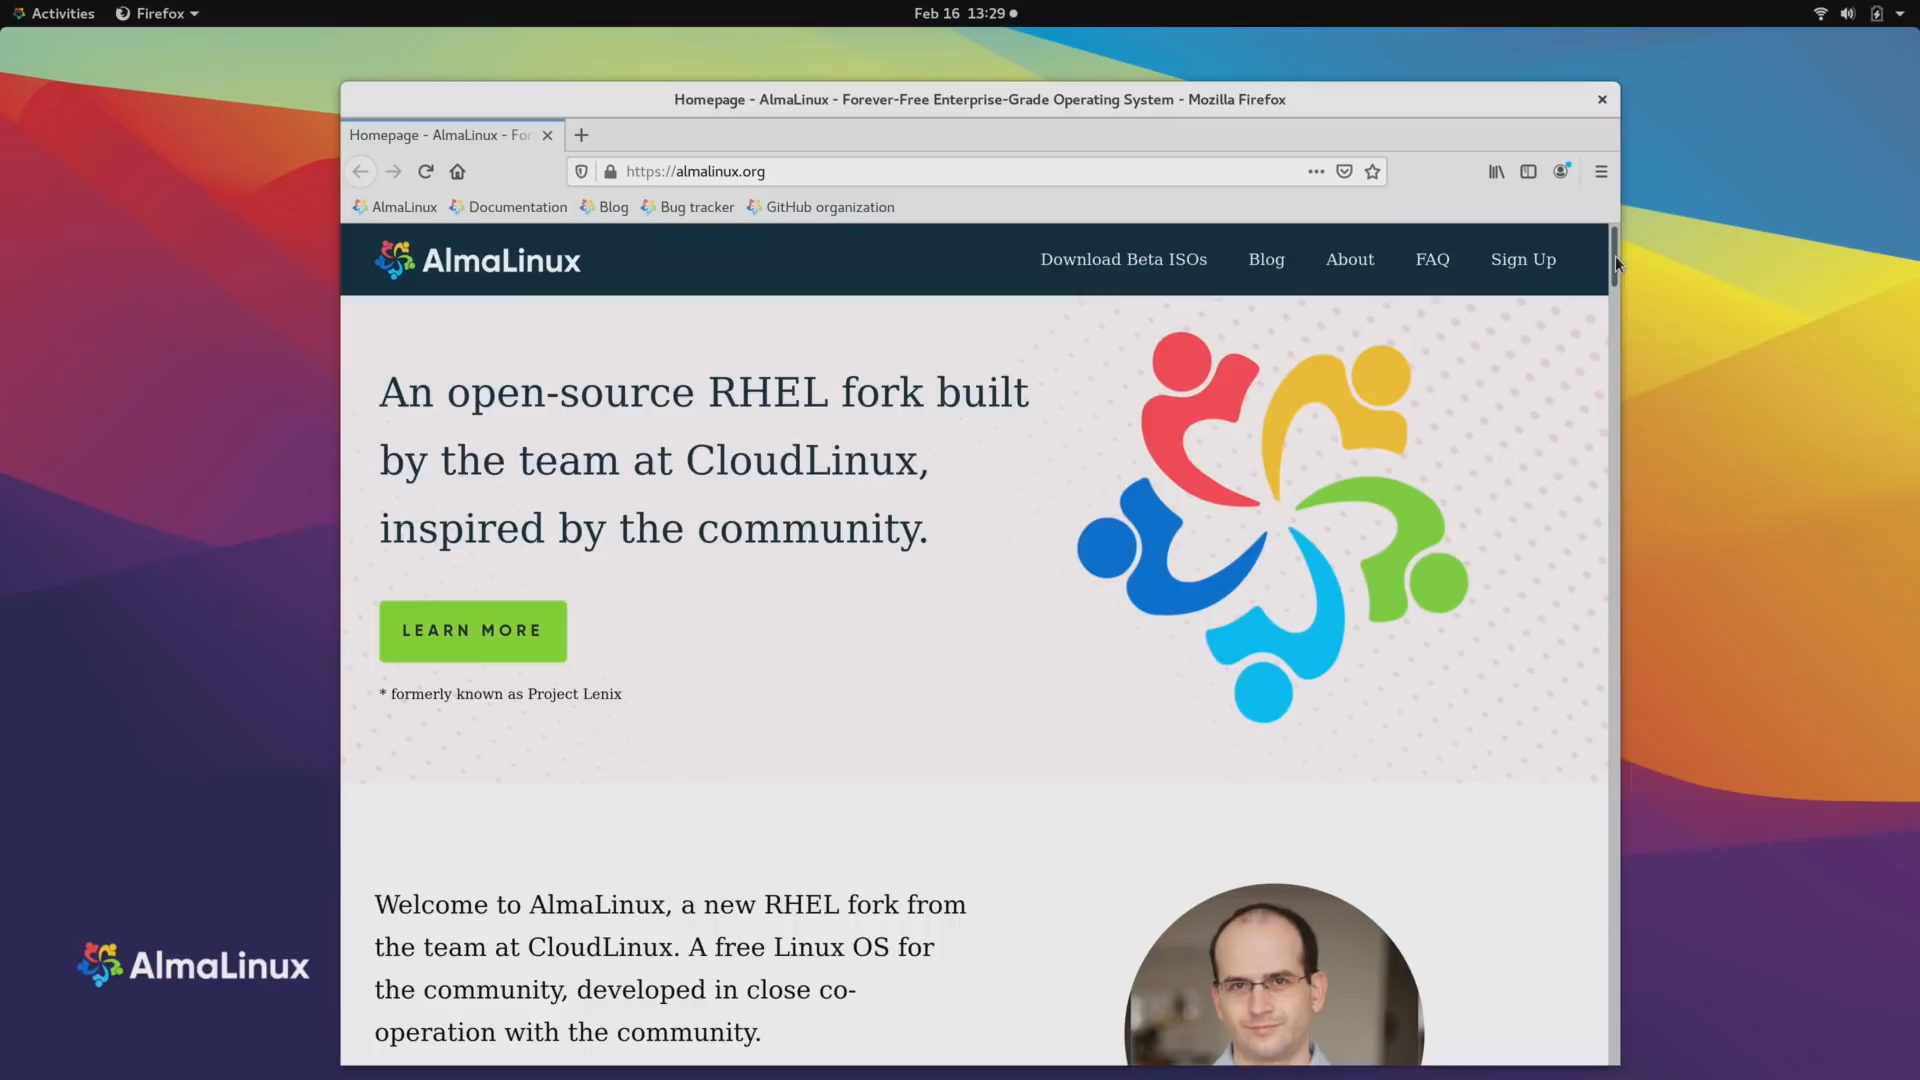 Activities
Firefox
Feb 16 13:29
Homepage - AlmaLinux - Forever-Free Enterprise-Grade Operating System - Mozilla Firefox
Homepage - AlmaLinux - For
https://almalinux.org
AlmaLinux
Documentation
Blog
Bug tracker
GitHub organization
AlmaLinux
Download Beta ISOs
Blog
About
FAQ
Sign Up
An open-source RHEL fork built
by the team at CloudLinux,
inspired by the community.
LEARN MORE
* formerly known as Project Lenix
Welcome to AlmaLinux, a new RHEL fork from
the team at CloudLinux. A free Linux OS for
the community, developed in close co-
operation with the community.
AlmaLinux